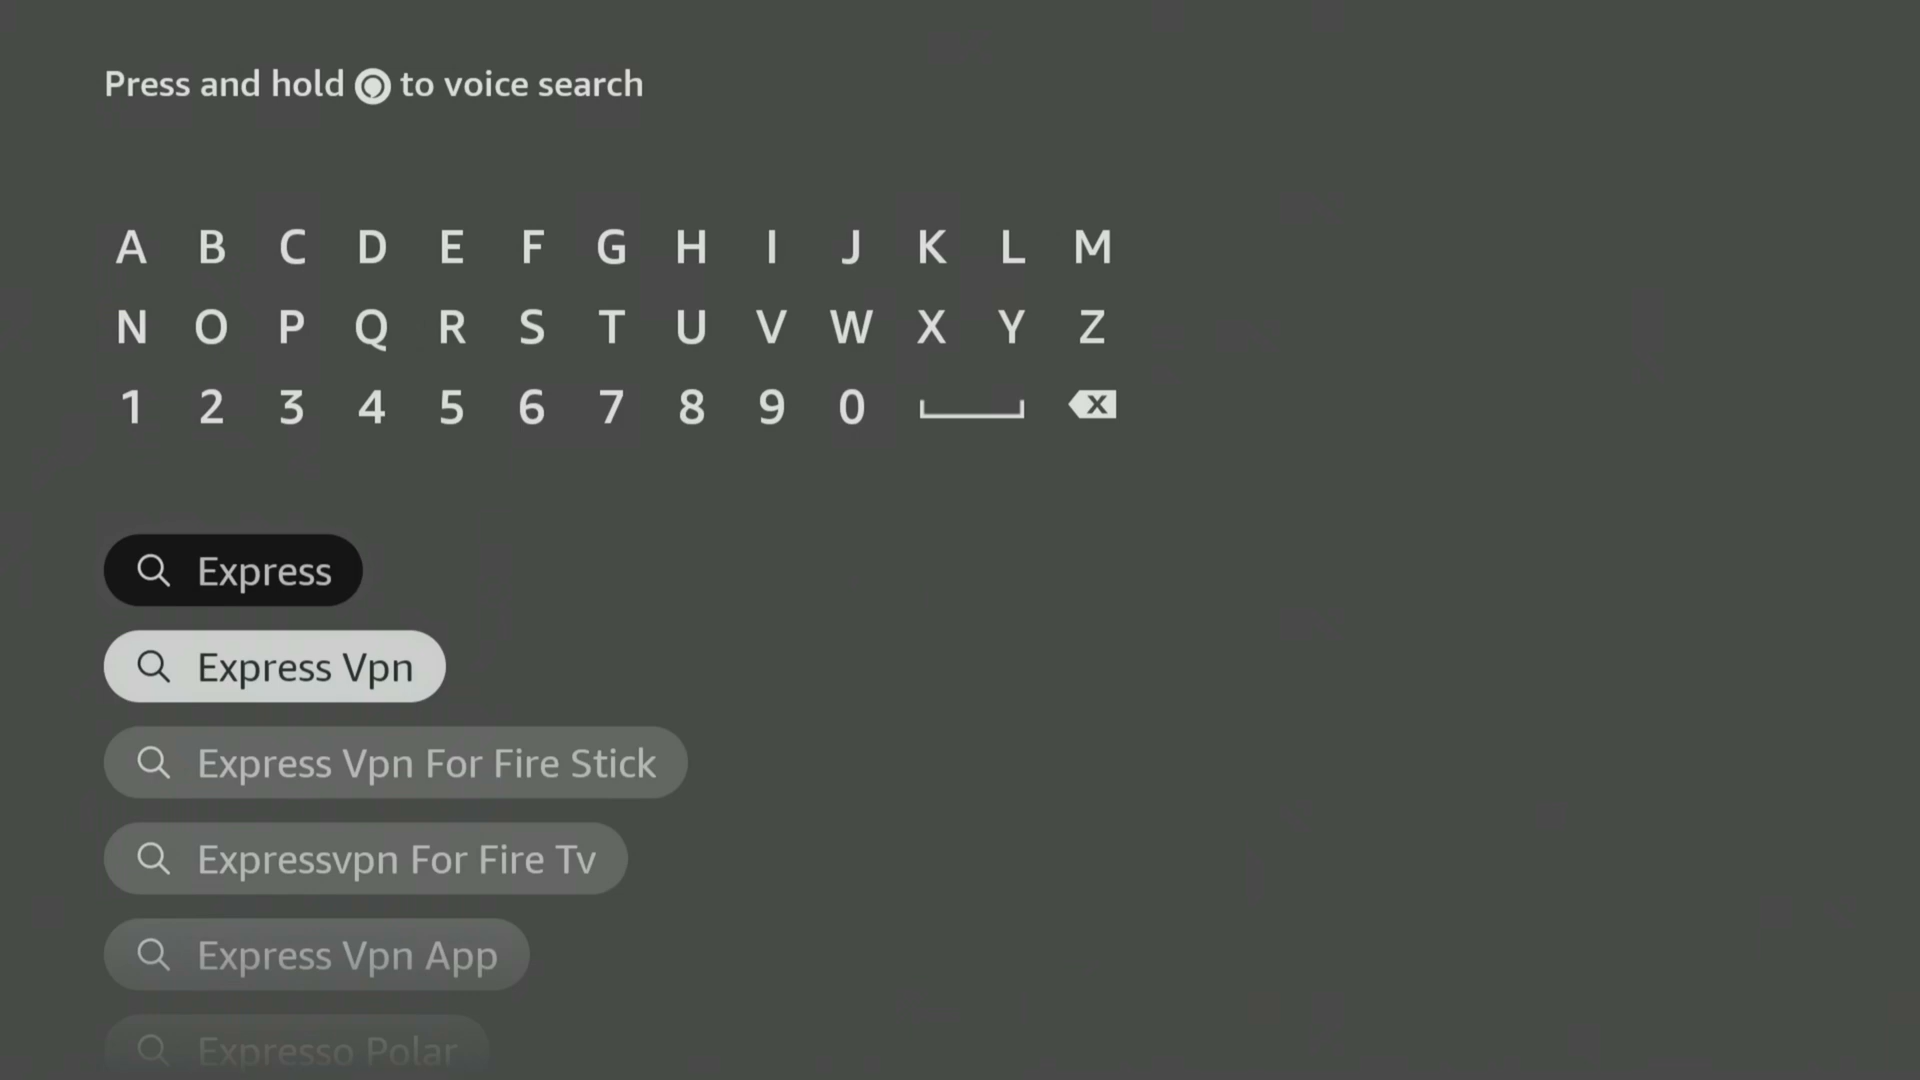 Press and hold to voice search
A B C D E F G H I J K L M
N O P Q R S T U V W X Y Z
1 2 3 4 5 6 7 8 9 0
Express
Express Vpn
Express Vpn For Fire Stick
Expressvpn For Fire Tv
Express Vpn App
Expresso Polar